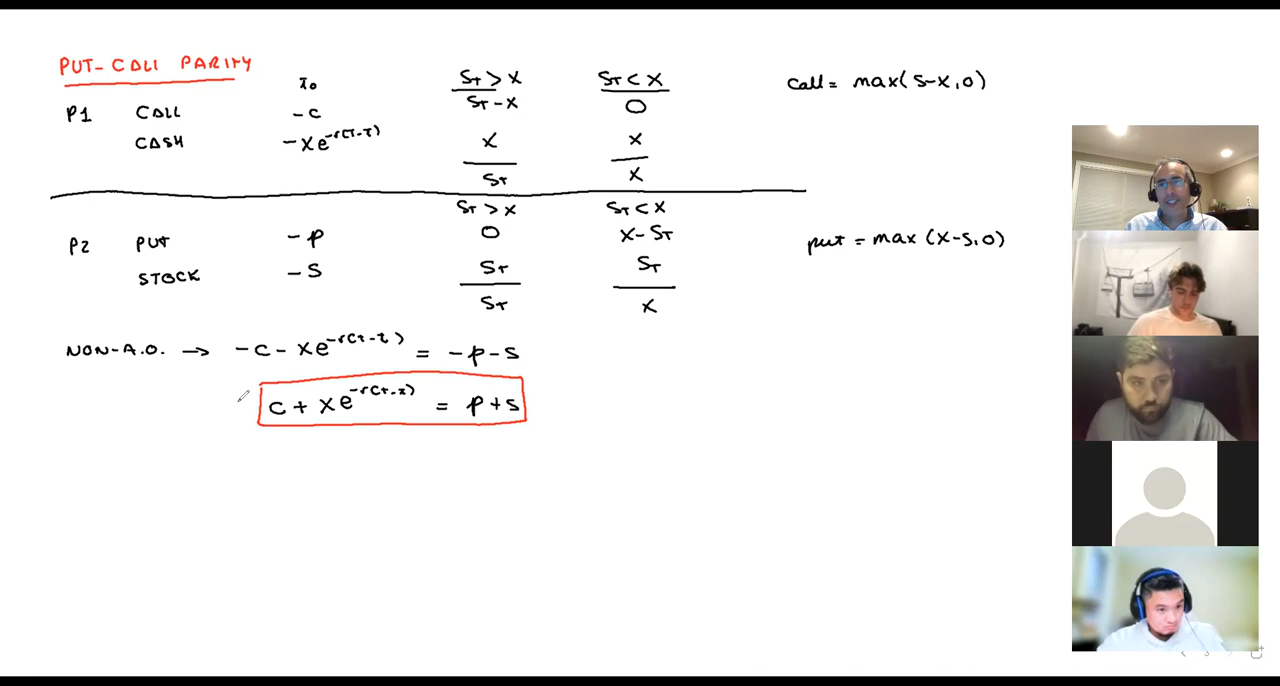 PUT-CALL PARITY
To ST > X ST < X call = max(S-X, 0)
P1 CALL -C ST-X 0
CASH -Xe^-r(T-t) X X
ST X
ST > X ST < X
P2 PUT -P 0 X-ST put = max (X-S, 0)
STOCK -S ST ST
ST X
NON-A.O. → -C - Xe^-r(T-t) = -P-S
C + Xe^-r(T-t) = P+S